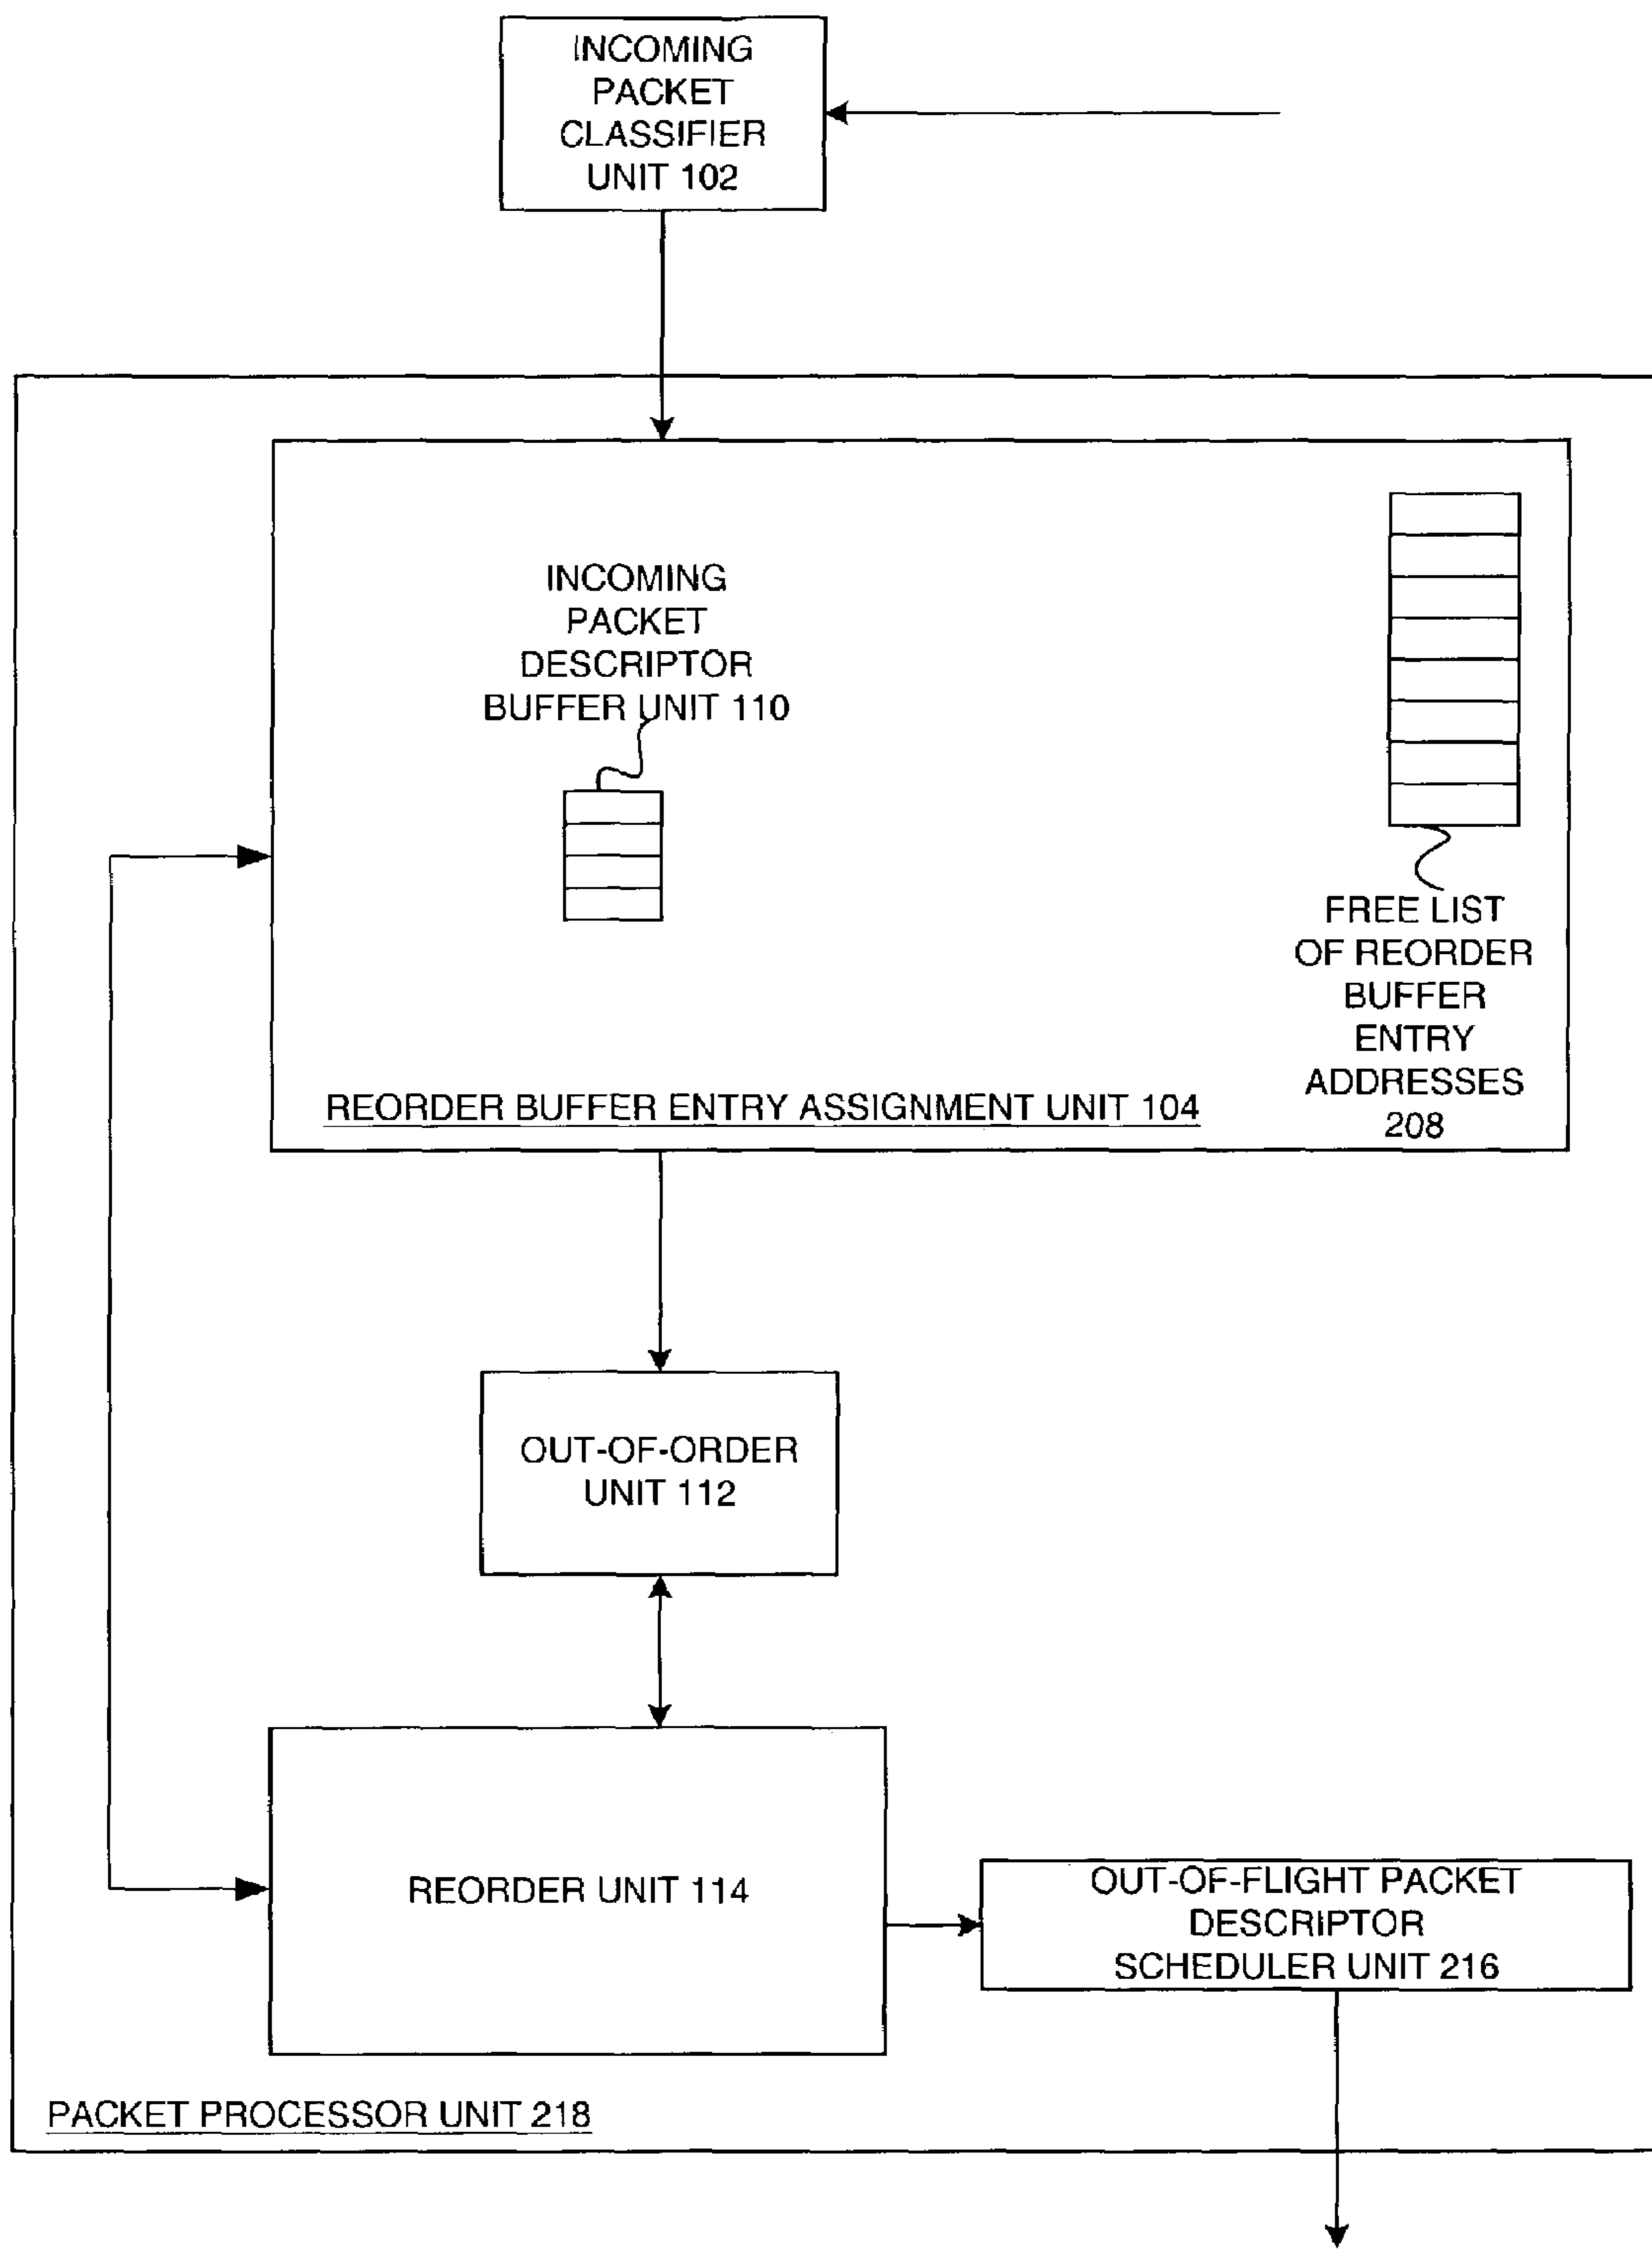 INCOMING
PACKET
CLASSIFIER
UNIT 102
INCOMING
PACKET
DESCRIPTOR
BUFFER UNIT 110
FREE LIST
OF REORDER
BUFFER
ENTRY
ADDRESSES
208
REORDER BUFFER ENTRY ASSIGNMENT UNIT 104
OUT-OF-ORDER
UNIT 112
REORDER UNIT 114
OUT-OF-FLIGHT PACKET
DESCRIPTOR
SCHEDULER UNIT 216
PACKET PROCESSOR UNIT 218